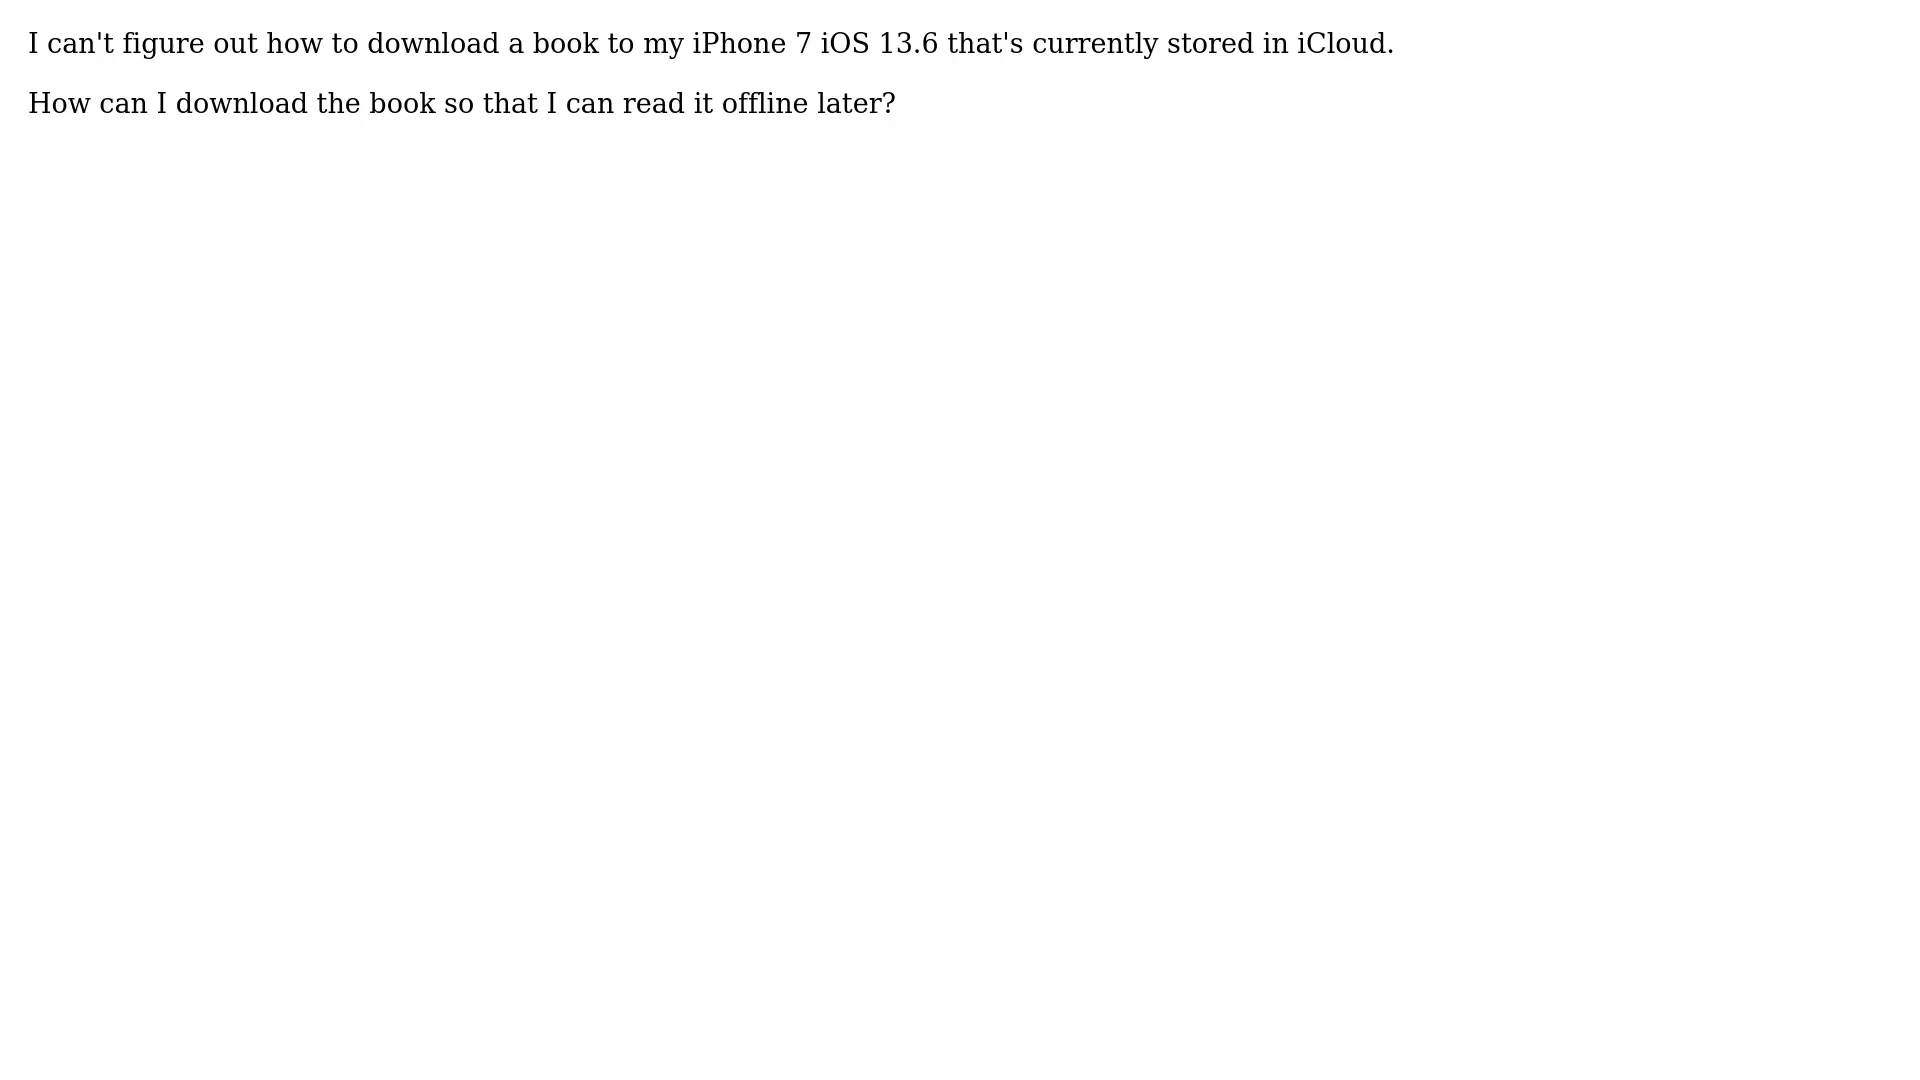 I can't figure out how to download a book to my iPhone 7 iOS 13.6 that's currently stored in iCloud.
How can I download the book so that I can read it offline later?